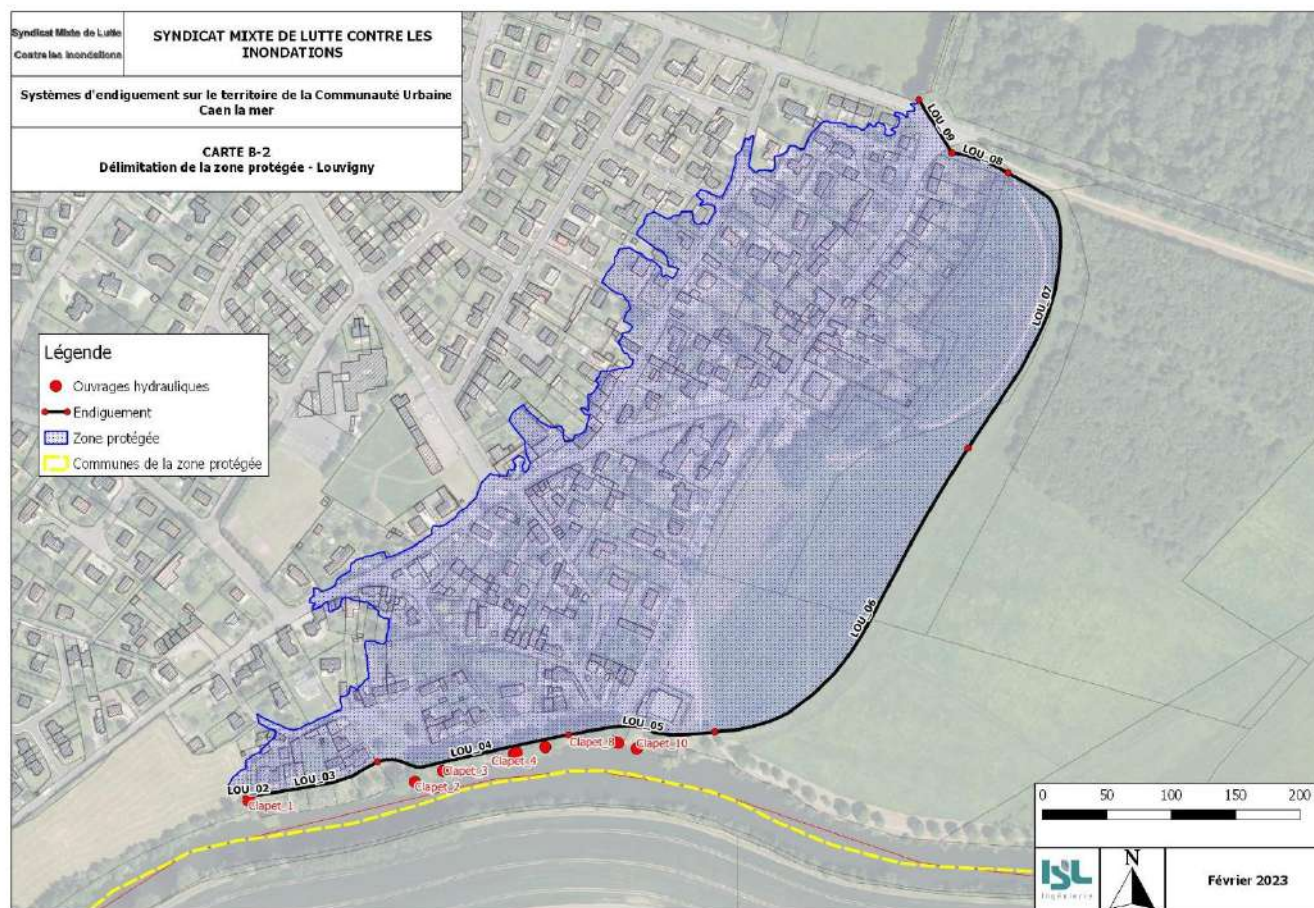 Syndicat Mixte de Lutte
Contre les Inondations
SYNDICAT MIXTE DE LUTTE CONTRE LES
INONDATIONS
Systèmes d'endiguement sur le territoire de la Communauté Urbaine
Caen la mer
CARTE B-2
Délimitation de la zone protégée - Louvigny
LOU_09
LOU_08
LOU_07
Légende
Ouvrages hydrauliques
Endiguement
Zone protégée
Communes de la zone protégée
LOU_06
LOU_05
LOU_04
Clapet_8
Clapet_10
Clapet_4
Clapet_3
LOU_03
LOU_02
Clapet_2
Clapet_1
0 50 100 150 200
ISL
Ingénierie
N
Février 2023